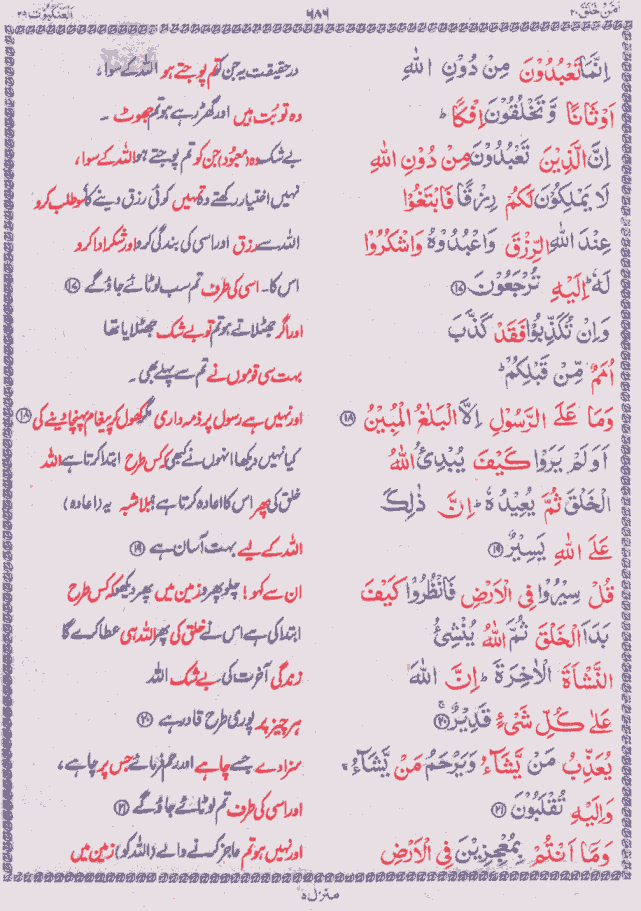 اَمَّنْ خَلَقَ ۲۰ ۶۸۶ اَلْعَنْکَبُوْت ۲۹
اِنَّمَا تَعْبُدُوْنَ مِنْ دُوْنِ اللّٰهِ درحقیقت یہ جن کو تم پوجتے ہو اللہ کے سوا،
اَوْثَانًا وَّ تَخْلُقُوْنَ اِفْكًا ؕ وہ تو بُت ہیں اور گھڑ رہے ہو تم جھوٹ ۔
اِنَّ الَّذِيْنَ تَعْبُدُوْنَ مِنْ دُوْنِ اللّٰهِ بے شک وہ (معبود) جن کو تم پوجتے ہو اللہ کے سوا،
لَا يَمْلِكُوْنَ لَكُمْ رِزْقًا فَابْتَغُوْا نہیں اختیار رکھتے وہ تمہیں کوئی رزق دینے کا سو طلب کرو
عِنْدَ اللّٰهِ الرِّزْقَ وَ اعْبُدُوْهُ وَ اشْكُرُوْا اللہ سے رزق اور اسی کی بندگی کرو اور شکر ادا کرو
لَهٗ ؕ اِلَيْهِ تُرْجَعُوْنَ ﴿۱۷﴾ اس کا۔ اسی کی طرف تم سب لوٹائے جاؤ گے ﴿۱۷﴾
وَ اِنْ تُكَذِّبُوْا فَقَدْ كَذَّبَ اور اگر جھٹلاتے ہو تم تو بے شک جھٹلایا تھا
اُمَمٌ مِّنْ قَبْلِكُمْ ؕ بہت سی قوموں نے تم سے پہلے بھی ۔
وَ مَا عَلَى الرَّسُوْلِ اِلَّا الْبَلٰغُ الْمُبِيْنُ ﴿۱۸﴾ اور نہیں ہے رسول پر ذمہ داری مگر کھول کر پیغام پہنچا دینے کی ﴿۱۸﴾
اَوَ لَمْ يَرَوْا كَيْفَ يُبْدِئُ اللّٰهُ کیا نہیں دیکھا انہوں نے کبھی کہ کس طرح ابتدا کرتا ہے اللہ
الْخَلْقَ ثُمَّ يُعِيْدُهٗ ؕ اِنَّ ذٰلِكَ خلق کی پھر اس کا اعادہ کرتا ہے؟ بلا شبہ یہ (اعادہ)
عَلَى اللّٰهِ يَسِيْرٌ ﴿۱۹﴾ اللہ کے لیے بہت آسان ہے ﴿۱۹﴾
قُلْ سِيْرُوْا فِي الْاَرْضِ فَانْظُرُوْا كَيْفَ ان سے کہو! چلو پھرو زمین میں پھر دیکھو کہ کس طرح
بَدَاَ الْخَلْقَ ثُمَّ اللّٰهُ يُنْشِئُ ابتدا کی ہے اس نے خلق کی پھر اللہ ہی عطا کرے گا
النَّشْاَةَ الْاٰخِرَةَ ؕ اِنَّ اللّٰهَ زندگی آخرت کی بے شک اللہ
عَلٰى كُلِّ شَيْءٍ قَدِيْرٌ ﴿۲۰﴾ ہر چیز پر پوری طرح قادر ہے ﴿۲۰﴾
يُعَذِّبُ مَنْ يَّشَآءُ وَ يَرْحَمُ مَنْ يَّشَآءُ ۚ سزا دے جسے چاہے اور رحم فرمائے جس پر چاہے،
وَ اِلَيْهِ تُقْلَبُوْنَ ﴿۲۱﴾ اور اسی کی طرف تم لوٹائے جاؤ گے ﴿۲۱﴾
وَ مَاۤ اَنْتُمْ بِمُعْجِزِيْنَ فِي الْاَرْضِ اور نہیں ہو تم عاجز کرنے والے (اللہ کو) زمین میں
منزل ۵